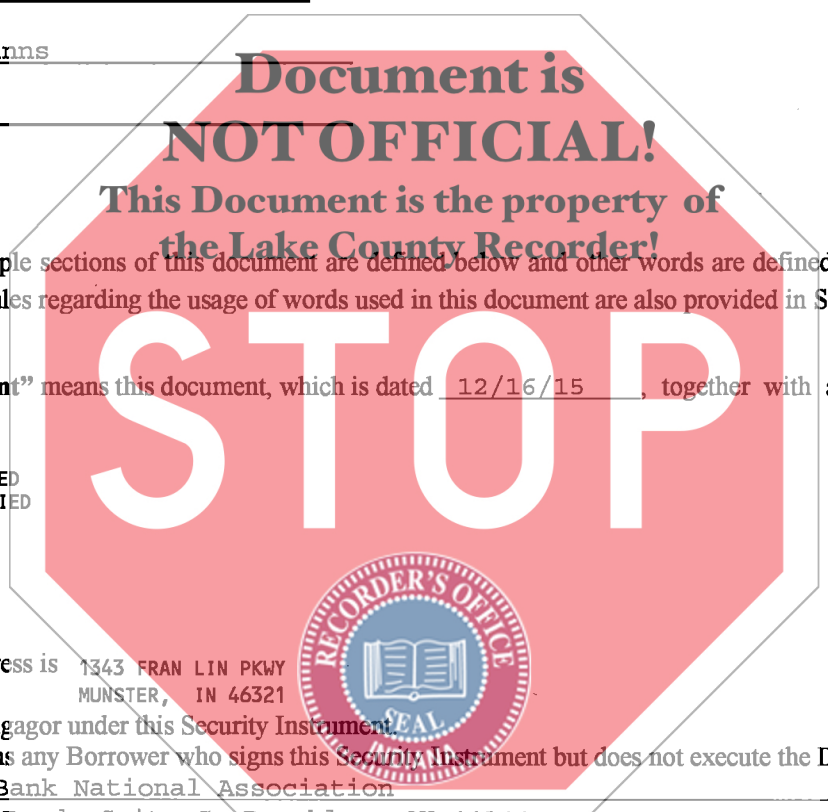 nns
Document is
NOT OFFICIAL!
This Document is the property of
the Lake County Recorder!
ple sections of this document are defined below and other words are defined
les regarding the usage of words used in this document are also provided in S
nt” means this document, which is dated 12/16/15, together with a
STOP
ED
IED
RECORDER'S OFFICE
SEAL
ess is 1343 FRAN LIN PKWY
MUNSTER, IN 46321
gagor under this Security Instrument.
as any Borrower who signs this Security Instrument but does not execute the D
Bank National Association